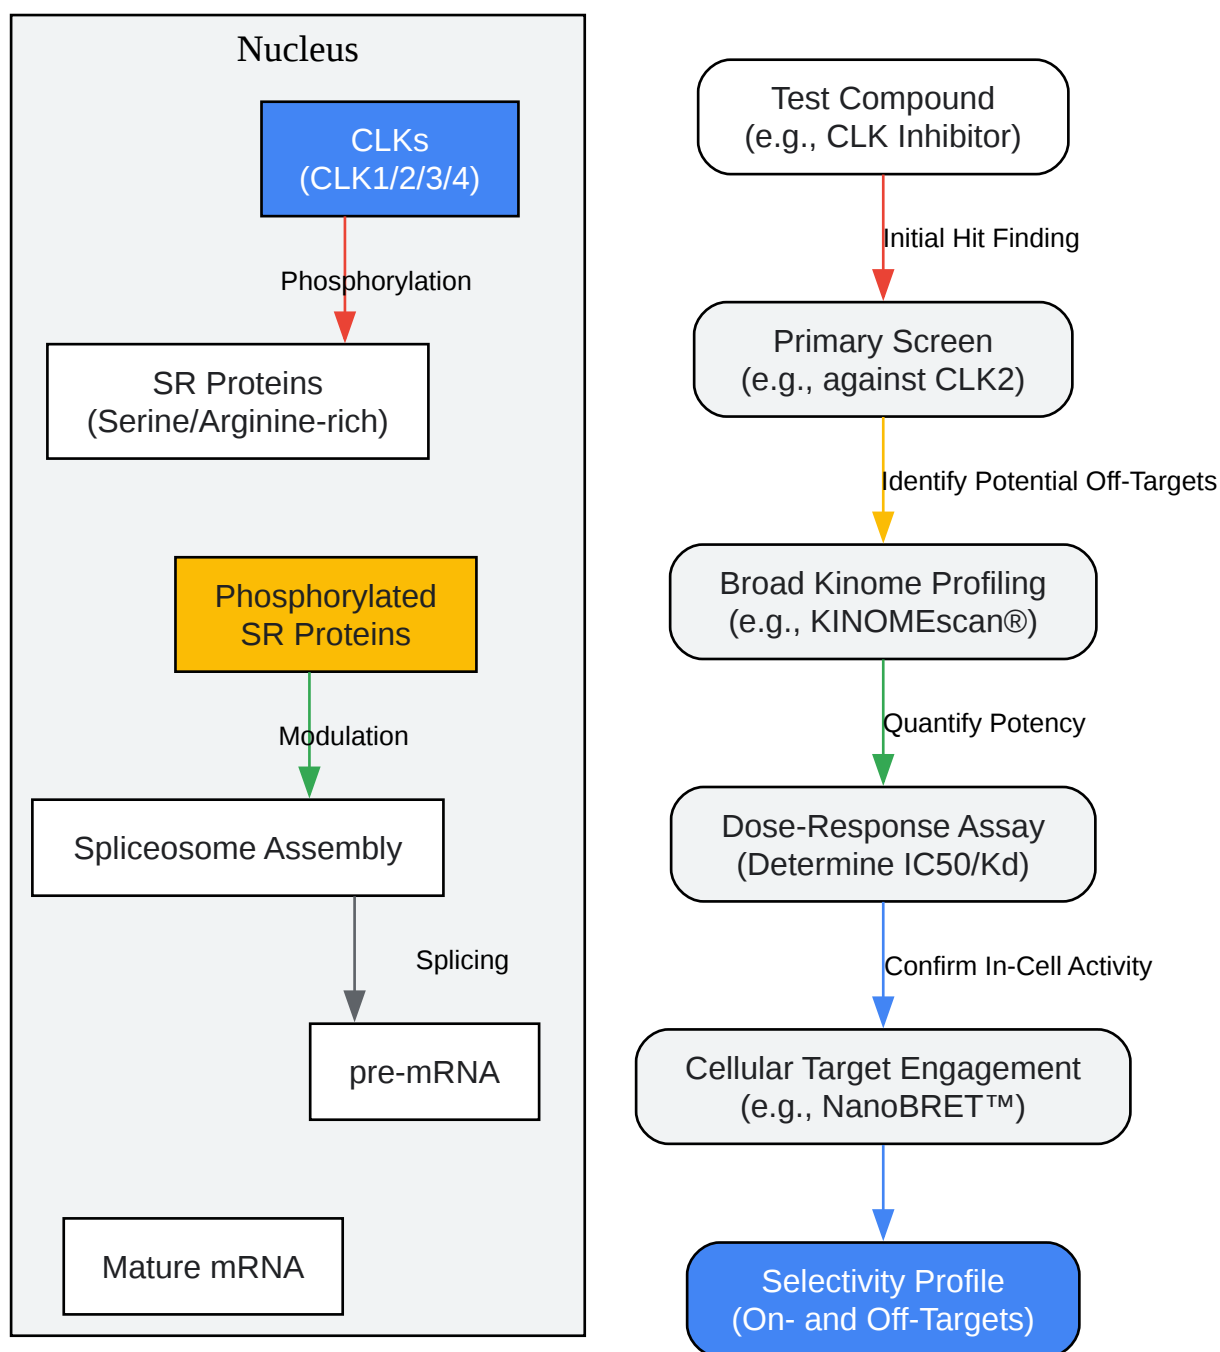 Nucleus
CLKs
(CLK1/2/3/4)
Phosphorylation
SR Proteins
(Serine/Arginine-rich)
Phosphorylated
SR Proteins
Modulation
Spliceosome Assembly
Splicing
pre-mRNA
Mature mRNA
Test Compound
(e.g., CLK Inhibitor)
Initial Hit Finding
Primary Screen
(e.g., against CLK2)
Identify Potential Off-Targets
Broad Kinome Profiling
(e.g., KINOMEscan®)
Quantify Potency
Dose-Response Assay
(Determine IC50/Kd)
Confirm In-Cell Activity
Cellular Target Engagement
(e.g., NanoBRET™)
Selectivity Profile
(On- and Off-Targets)